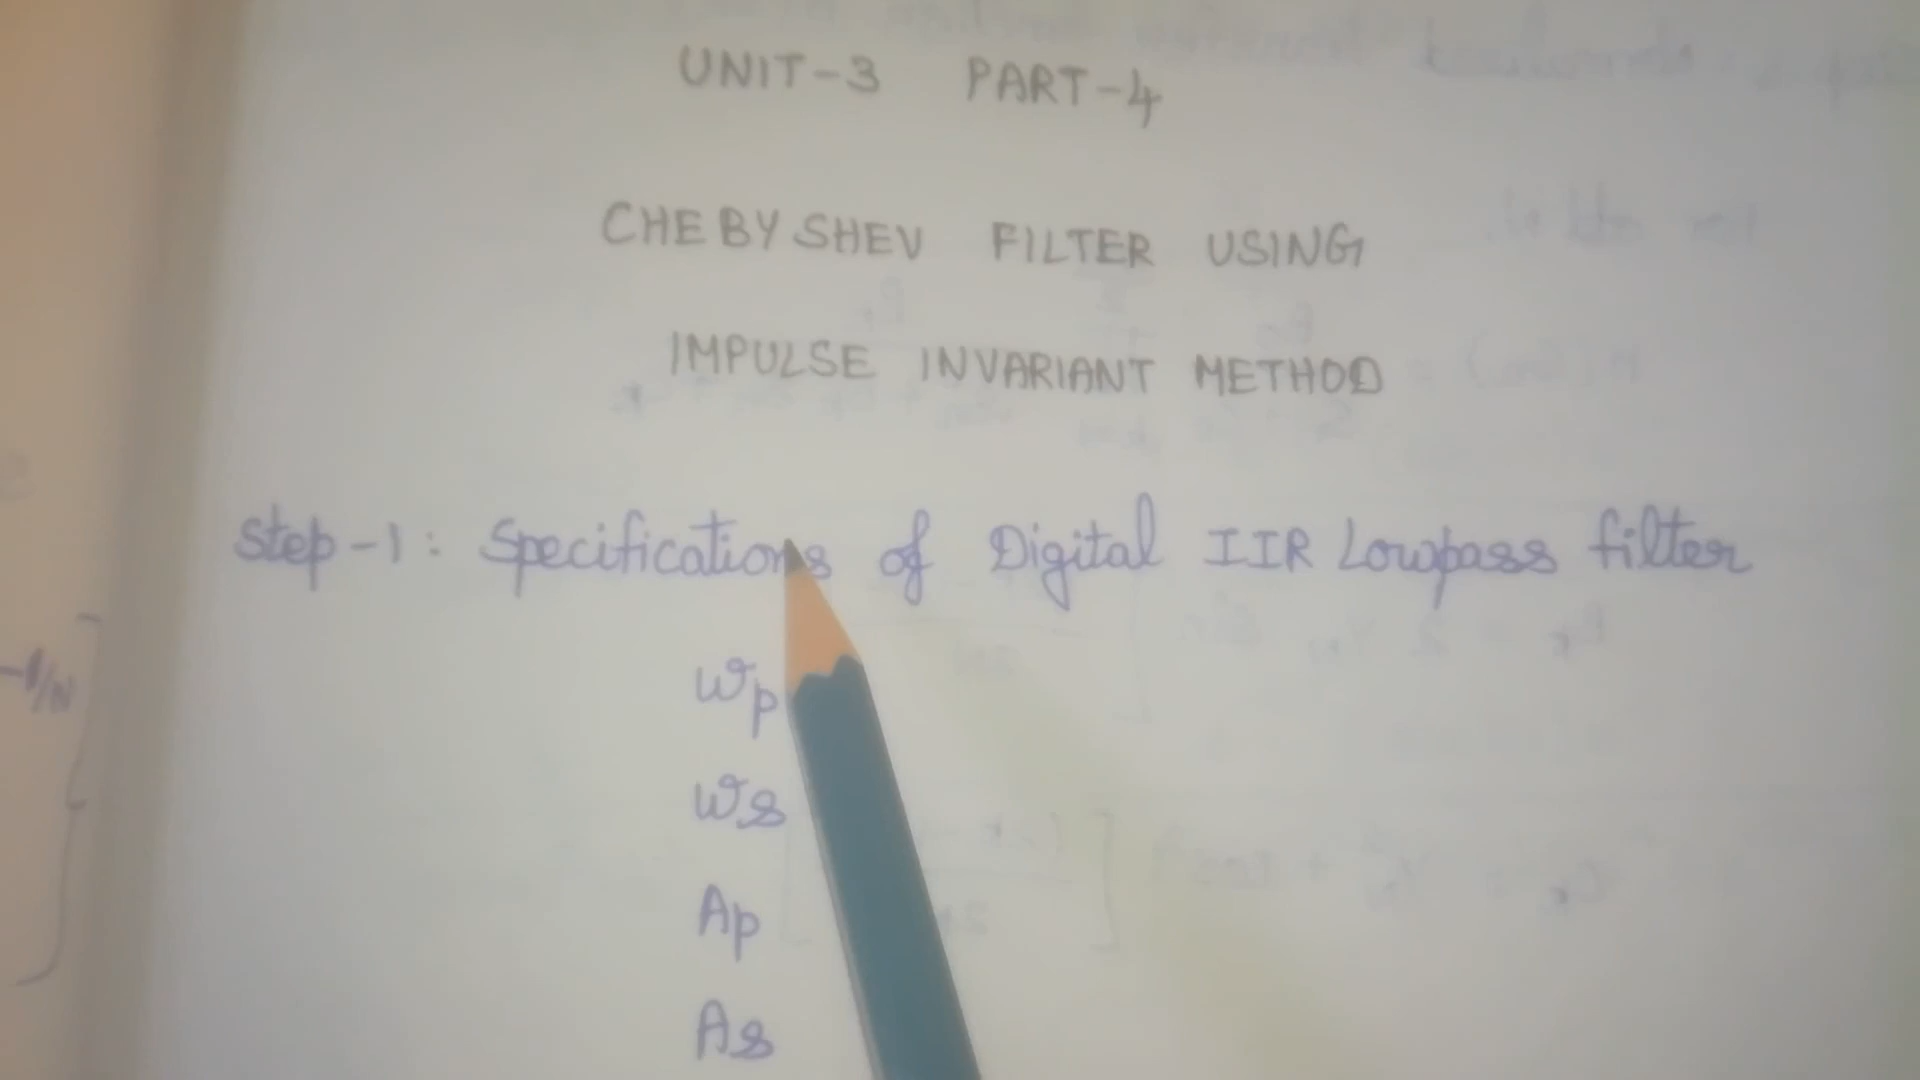 UNIT-3 PART-4
CHEBYSHEV FILTER USING
IMPULSE INVARIANT METHOD
Step-1: Specifications of Digital IIR Lowpass filter
Wp
Ws
Ap
As
-1/N